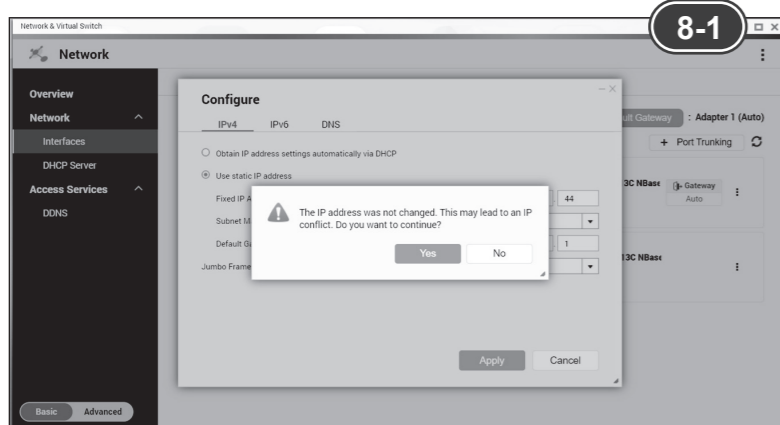 Network & Virtual Switch
8-1
Network
Overview
Network
Interfaces
DHCP Server
Access Services
DDNS
Basic
Advanced
Configure
IPv4
IPv6
DNS
Obtain IP address settings automatically via DHCP
Use static IP address
Fixed IP A
44
Subnet M
Default Ga
1
Jumbo Frame
The IP address was not changed. This may lead to an IP
conflict. Do you want to continue?
Yes
No
Apply
Cancel
ult Gateway : Adapter 1 (Auto)
+ Port Trunking
3C NBase
Gateway
Auto
13C NBase